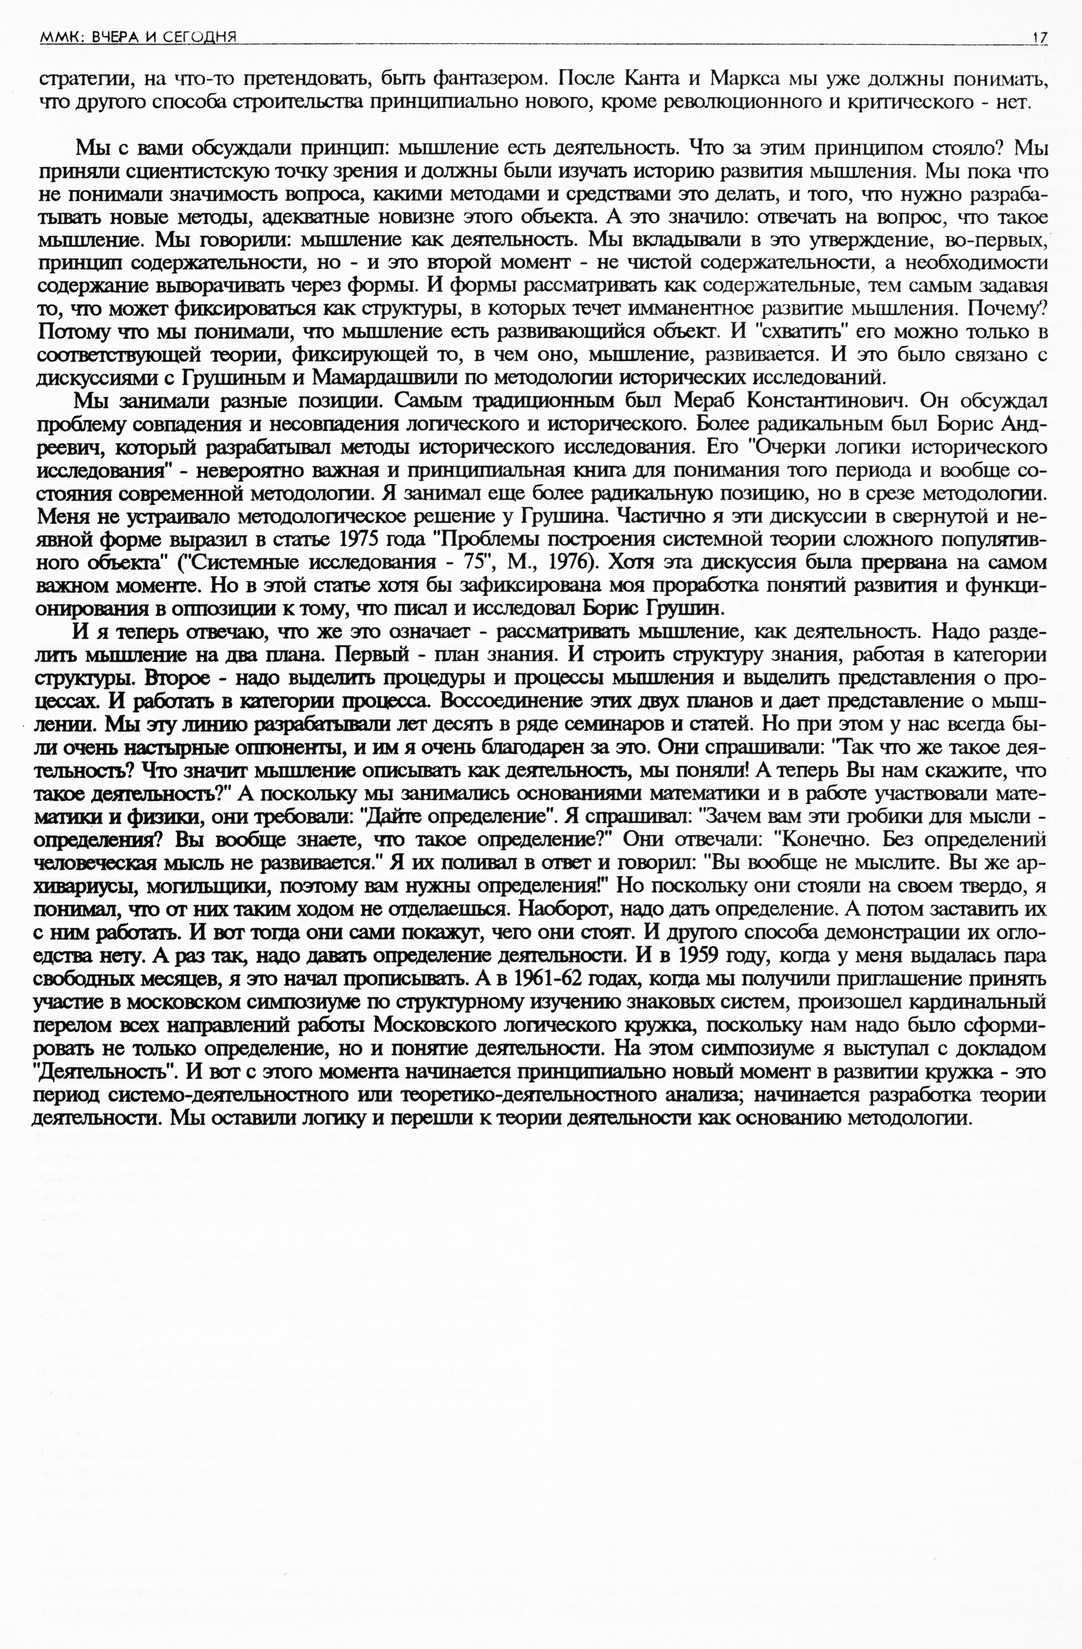 ММК: ВЧЕРА И СЕГОДНЯ 17
стратегии, на что-то претендовать, быть фантазером. После Канта и Маркса мы уже должны понимать,
что другого способа строительства принципиально нового, кроме революционного и критического - нет.
Мы с вами обсуждали принцип: мышление есть деятельность. Что за этим принципом стояло? Мы
приняли сциентистскую точку зрения и должны были изучать историю развития мышления. Мы пока что
не понимали значимость вопроса, какими методами и средствами это делать, и того, что нужно разраба-
тывать новые методы, адекватные новизне этого объекта. А это значило: отвечать на вопрос, что такое
мышление. Мы говорили: мышление как деятельность. Мы вкладывали в это утверждение, во-первых,
принцип содержательности, но - и это второй момент - не чистой содержательности, а необходимости
содержание выворачивать через формы. И формы рассматривать как содержательные, тем самым задавая
то, что может фиксироваться как структуры, в которых течет имманентное развитие мышления. Почему?
Потому что мы понимали, что мышление есть развивающийся объект. И "схватить" его можно только в
соответствующей теории, фиксирующей то, в чем оно, мышление, развивается. И это было связано с
дискуссиями с Грушиным и Мамардашвили по методологии исторических исследований.
Мы занимали разные позиции. Самым традиционным был Мераб Константинович. Он обсуждал
проблему совпадения и несовпадения логического и исторического. Более радикальным был Борис Анд-
реевич, который разрабатывал методы исторического исследования. Его "Очерки логики исторического
исследования" - невероятно важная и принципиальная книга для понимания того периода и вообще со-
стояния современной методологии. Я занимал еще более радикальную позицию, но в срезе методологии.
Меня не устраивало методологическое решение у Грушина. Частично я эти дискуссии в свернутой и не-
явной форме выразил в статье 1975 года "Проблемы построения системной теории сложного популятив-
ного объекта" ("Системные исследования - 75", М., 1976). Хотя эта дискуссия была прервана на самом
важном моменте. Но в этой статье хотя бы зафиксирована моя проработка понятий развития и функци-
онирования в оппозиции к тому, что писал и исследовал Борис Грушин.
И я теперь отвечаю, что же это означает - рассматривать мышление, как деятельность. Надо разде-
лить мышление на два плана. Первый - план знания. И строить структуру знания, работая в категории
структуры. Второе - надо выделить процедуры и процессы мышления и выделить представления о про-
цессах. И работать в категории процесса. Воссоединение этих двух планов и дает представление о мыш-
лении. Мы эту линию разрабатывали лет десять в ряде семинаров и статей. Но при этом у нас всегда бы-
ли очень настырные оппоненты, и им я очень благодарен за это. Они спрашивали: "Так что же такое дея-
тельность? Что значит мышление описывать как деятельность, мы поняли! А теперь Вы нам скажите, что
такое деятельность?" А поскольку мы занимались основаниями математики и в работе участвовали мате-
матики и физики, они требовали: "Дайте определение". Я спрашивал: "Зачем вам эти гробики для мысли -
определения? Вы вообще знаете, что такое определение?" Они отвечали: "Конечно. Без определений
человеческая мысль не развивается." Я их поливал в ответ и говорил: "Вы вообще не мыслите. Вы же ар-
хивариусы, могильщики, поэтому вам нужны определения!" Но поскольку они стояли на своем твердо, я
понимал, что от них таким ходом не отделаешься. Наоборот, надо дать определение. А потом заставить их
с ним работать. И вот тогда они сами покажут, чего они стоят. И другого способа демонстрации их огло-
едства нету. А раз так, надо давать определение деятельности. И в 1959 году, когда у меня выдалась пара
свободных месяцев, я это начал прописывать. А в 1961-62 годах, когда мы получили приглашение принять
участие в московском симпозиуме по структурному изучению знаковых систем, произошел кардинальный
перелом всех направлений работы Московского логического кружка, поскольку нам надо было сформи-
ровать не только определение, но и понятие деятельности. На этом симпозиуме я выступал с докладом
"Деятельность". И вот с этого момента начинается принципиально новый момент в развитии кружка - это
период системо-деятельностного или теоретико-деятельностного анализа; начинается разработка теории
деятельности. Мы оставили логику и перешли к теории деятельности как основанию методологии.